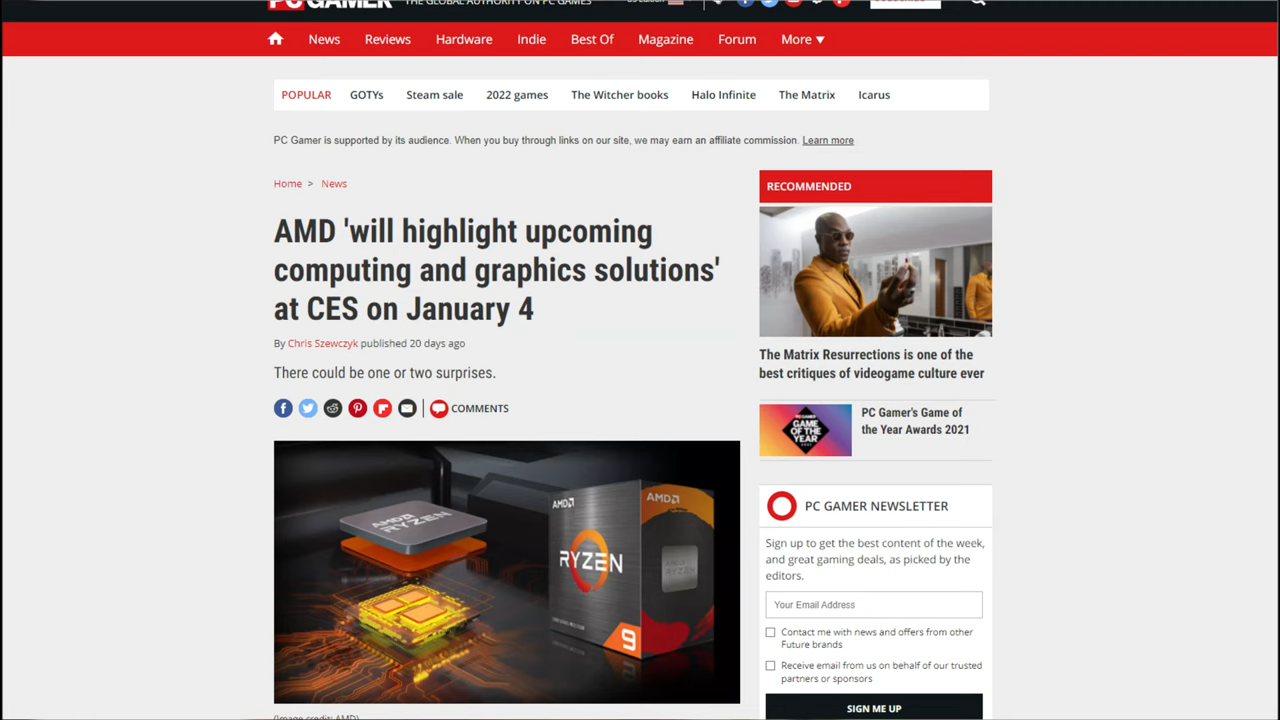 PC GAMER THE GLOBAL AUTHORITY ON PC GAMES
News Reviews Hardware Indie Best Of Magazine Forum More
POPULAR GOTYs Steam sale 2022 games The Witcher books Halo Infinite The Matrix Icarus
PC Gamer is supported by its audience. When you buy through links on our site, we may earn an affiliate commission. Learn more
Home > News
AMD 'will highlight upcoming
computing and graphics solutions'
at CES on January 4
By Chris Szewczyk published 20 days ago
There could be one or two surprises.
COMMENTS
AMD
RYZEN
AMD
RYZEN
9
AMD
RYZEN
(Image credit: AMD)
RECOMMENDED
The Matrix Resurrections is one of the
best critiques of videogame culture ever
GAME
OF THE
YEAR
PC Gamer's Game of
the Year Awards 2021
PC GAMER NEWSLETTER
Sign up to get the best content of the week,
and great gaming deals, as picked by the
editors.
Your Email Address
Contact me with news and offers from other
Future brands
Receive email from us on behalf of our trusted
partners or sponsors
SIGN ME UP